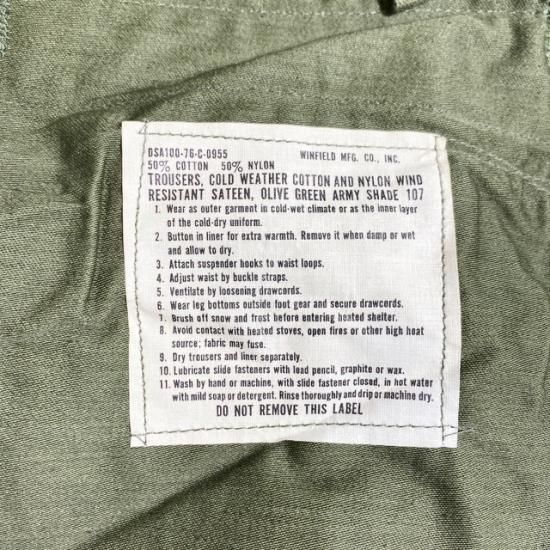 DSA100-76-C-0955 WINFIELD MFG. CO., INC.
50% COTTON 50% NYLON
TROUSERS, COLD WEATHER COTTON AND NYLON WIND
RESISTANT SATEEN, OLIVE GREEN ARMY SHADE 107
1. Wear as outer garment in cold-wet climate or as the inner layer
of the cold-dry uniform.
2. Button in liner for extra warmth. Remove it when damp or wet
and allow to dry.
3. Attach suspender hooks to waist loops.
4. Adjust waist by buckle straps.
5. Ventilate by loosening drawcords.
6. Wear leg bottoms outside foot gear and secure drawcords.
7. Brush off snow and frost before entering heated shelter.
8. Avoid contact with heated stoves, open fires or other high heat
source; fabric may fuse.
9. Dry trousers and liner separately.
10. Lubricate slide fasteners with lead pencil, graphite or wax.
11. Wash by hand or machine, with slide fastener closed, in hot water
with mild soap or detergent. Rinse thoroughly and drip or machine dry.
DO NOT REMOVE THIS LABEL